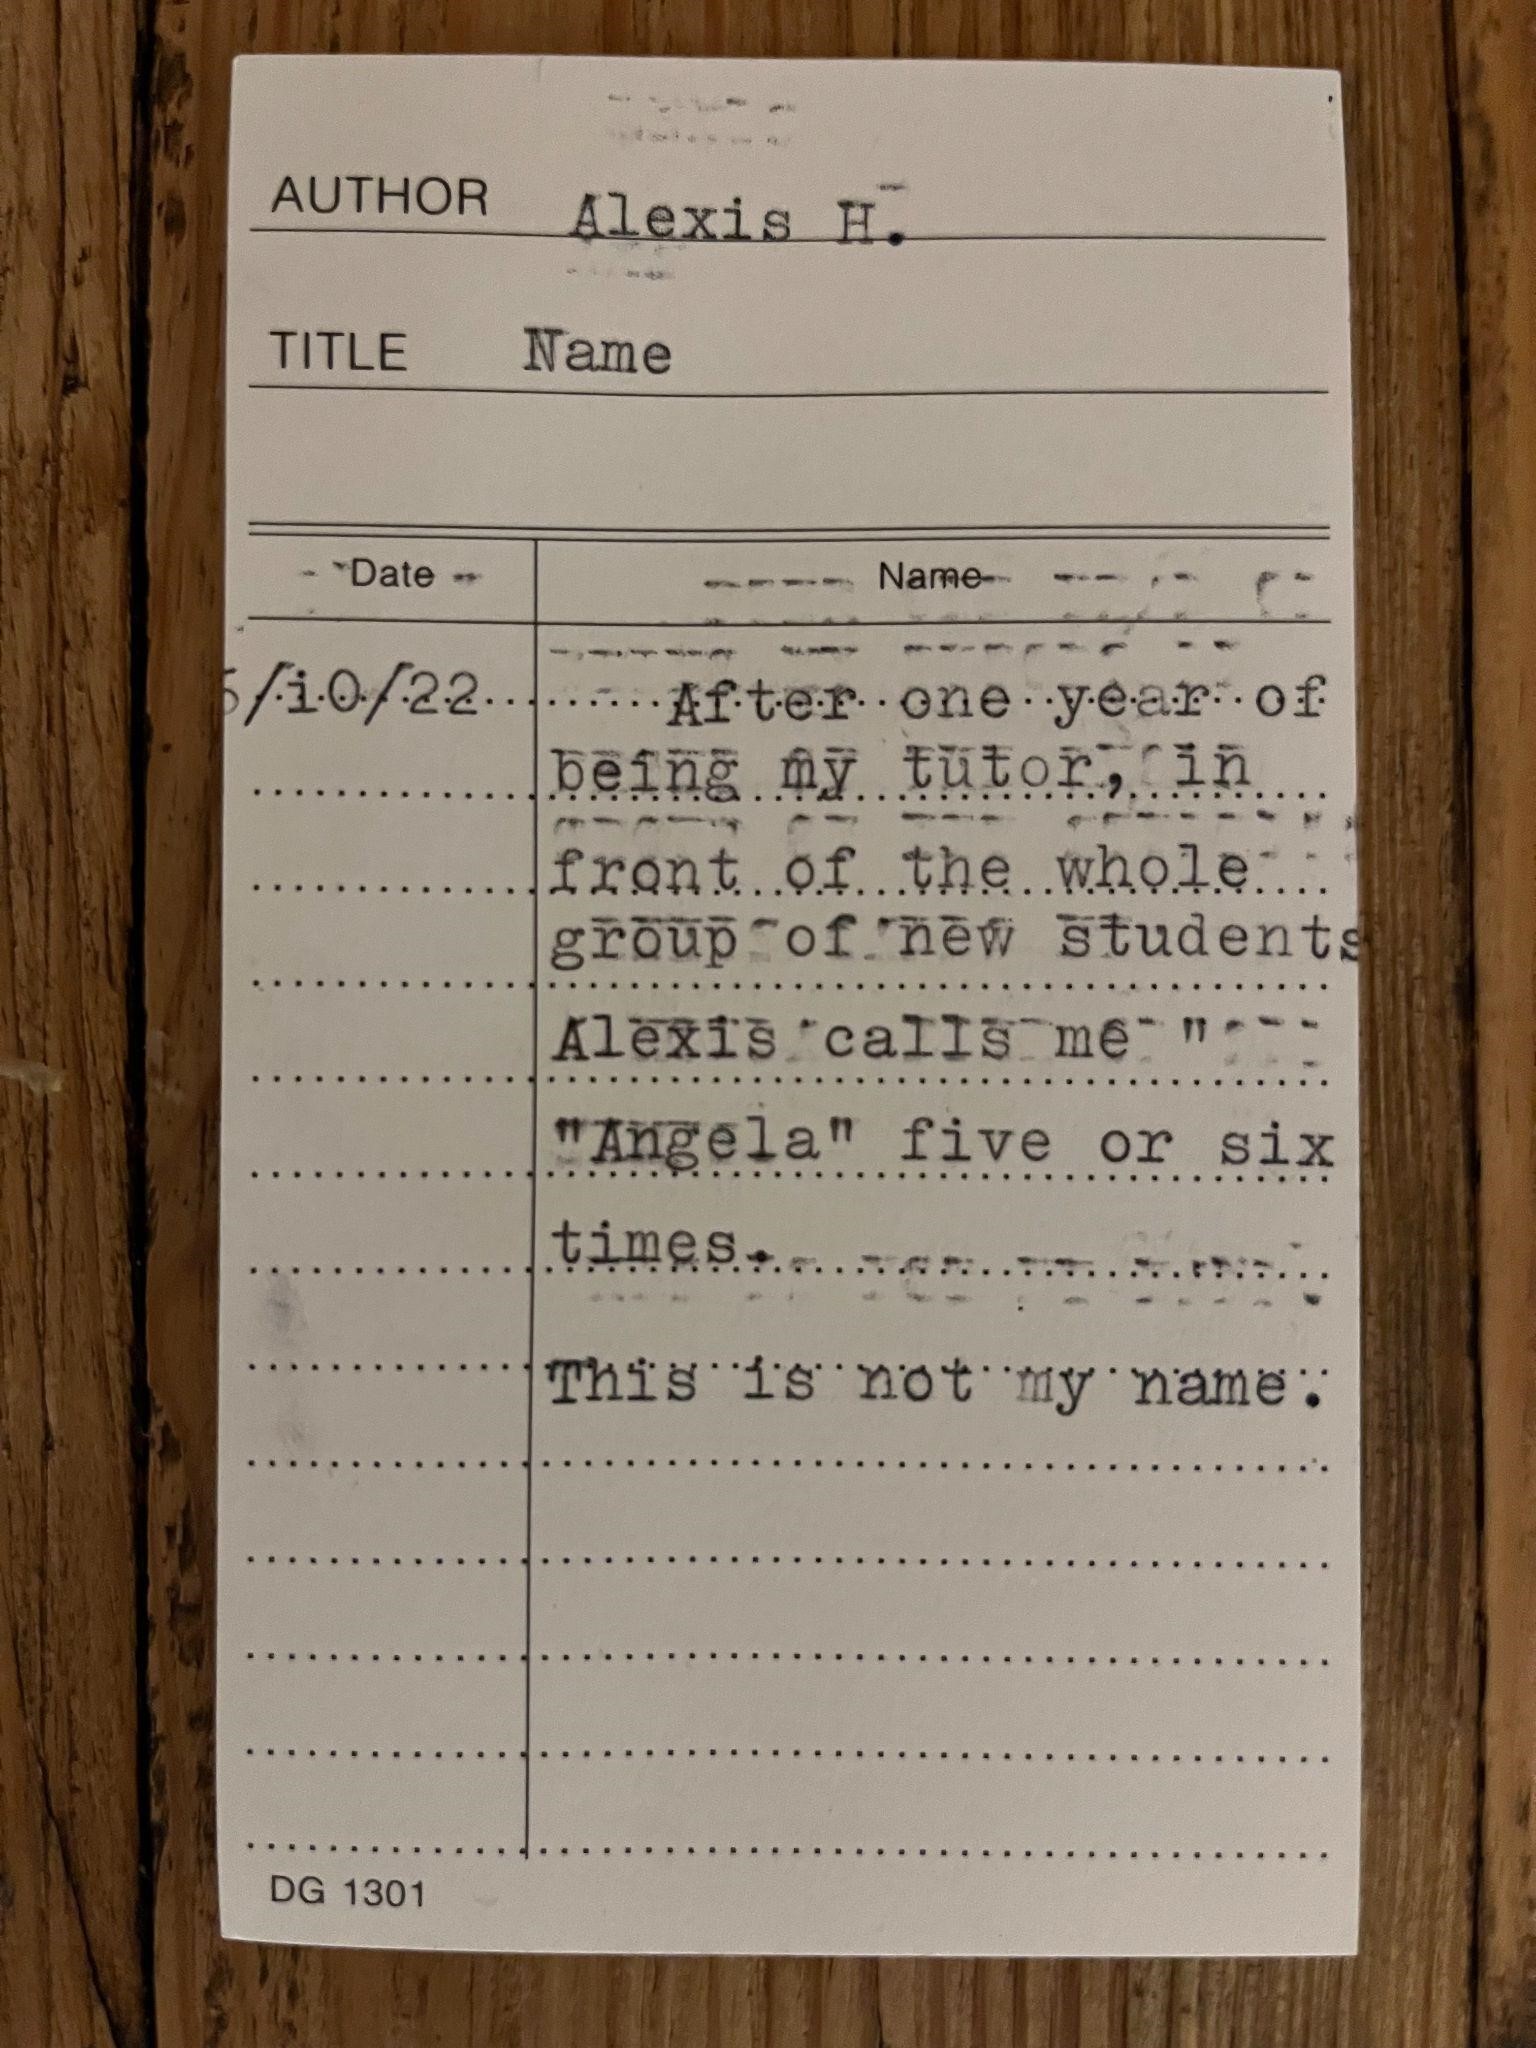 AUTHOR Alexis H.
TITLE Name
Date Name
5/10/22 After one year of
being my tutor, in
front of the whole
group of new students
Alexis calls me "
"Angela" five or six
times.
This is not my name.
DG 1301